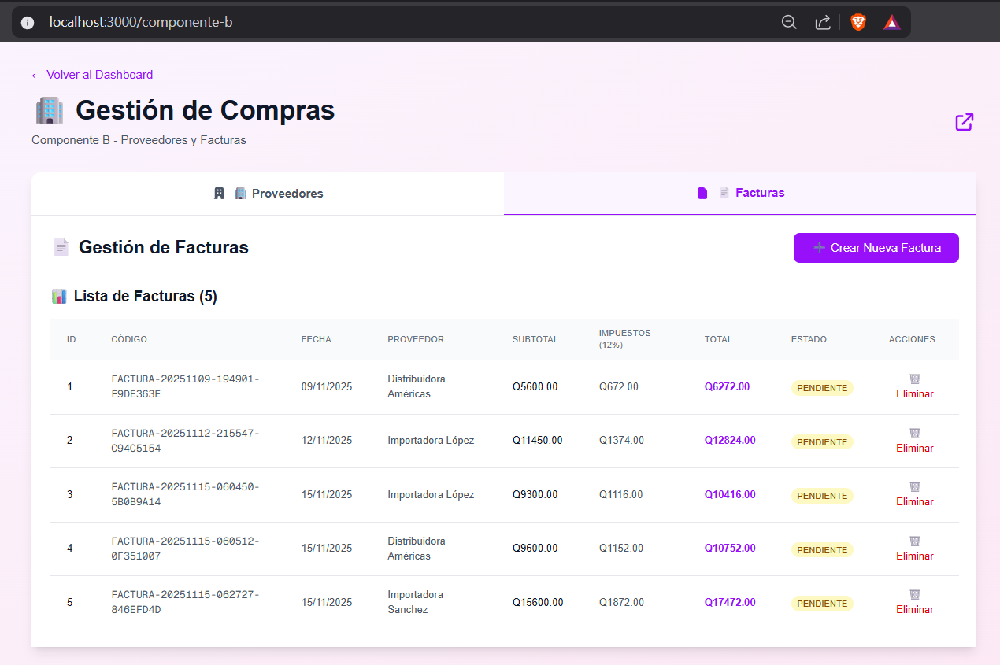 localhost:3000/componente-b
← Volver al Dashboard
Gestión de Compras
Componente B - Proveedores y Facturas
Proveedores
Facturas
Gestión de Facturas
Crear Nueva Factura
Lista de Facturas (5)
ID CÓDIGO FECHA PROVEEDOR SUBTOTAL IMPUESTOS (12%) TOTAL ESTADO ACCIONES
1 FACTURA-20251109-194901-F9DE363E 09/11/2025 Distribuidora Américas Q5600.00 Q672.00 Q6272.00 PENDIENTE Eliminar
2 FACTURA-20251112-215547-C94C5154 12/11/2025 Importadora López Q11450.00 Q1374.00 Q12824.00 PENDIENTE Eliminar
3 FACTURA-20251115-060450-5B0B9A14 15/11/2025 Importadora López Q9300.00 Q1116.00 Q10416.00 PENDIENTE Eliminar
4 FACTURA-20251115-060512-0F351007 15/11/2025 Distribuidora Américas Q9600.00 Q1152.00 Q10752.00 PENDIENTE Eliminar
5 FACTURA-20251115-062727-846EFD4D 15/11/2025 Importadora Sanchez Q15600.00 Q1872.00 Q17472.00 PENDIENTE Eliminar